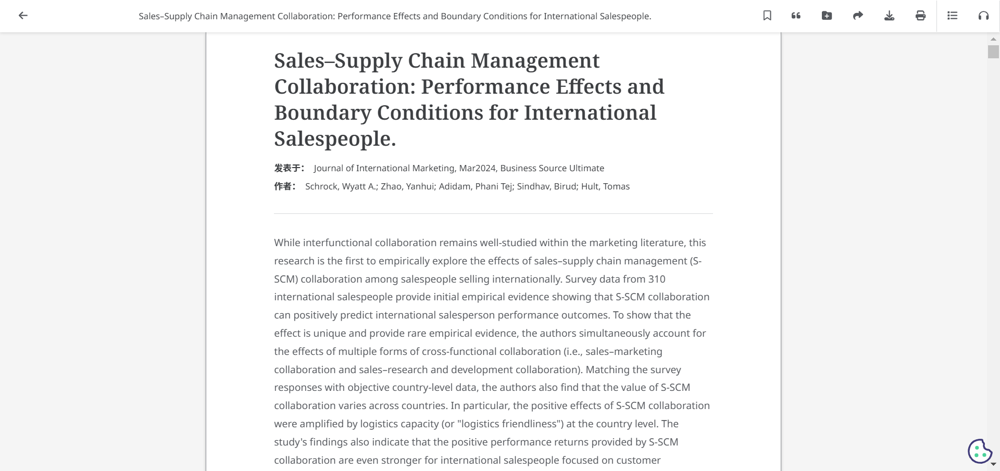 Sales–Supply Chain Management Collaboration: Performance Effects and Boundary Conditions for International Salespeople.
Sales–Supply Chain Management
Collaboration: Performance Effects and
Boundary Conditions for International
Salespeople.
发表于： Journal of International Marketing, Mar2024, Business Source Ultimate
作者： Schrock, Wyatt A.; Zhao, Yanhui; Adidam, Phani Tej; Sindhav, Birud; Hult, Tomas
While interfunctional collaboration remains well-studied within the marketing literature, this
research is the first to empirically explore the effects of sales–supply chain management (S-
SCM) collaboration among salespeople selling internationally. Survey data from 310
international salespeople provide initial empirical evidence showing that S-SCM collaboration
can positively predict international salesperson performance outcomes. To show that the
effect is unique and provide rare empirical evidence, the authors simultaneously account for
the effects of multiple forms of cross-functional collaboration (i.e., sales–marketing
collaboration and sales–research and development collaboration). Matching the survey
responses with objective country-level data, the authors also find that the value of S-SCM
collaboration varies across countries. In particular, the positive effects of S-SCM collaboration
were amplified by logistics capacity (or "logistics friendliness") at the country level. The
study's findings also indicate that the positive performance returns provided by S-SCM
collaboration are even stronger for international salespeople focused on customer